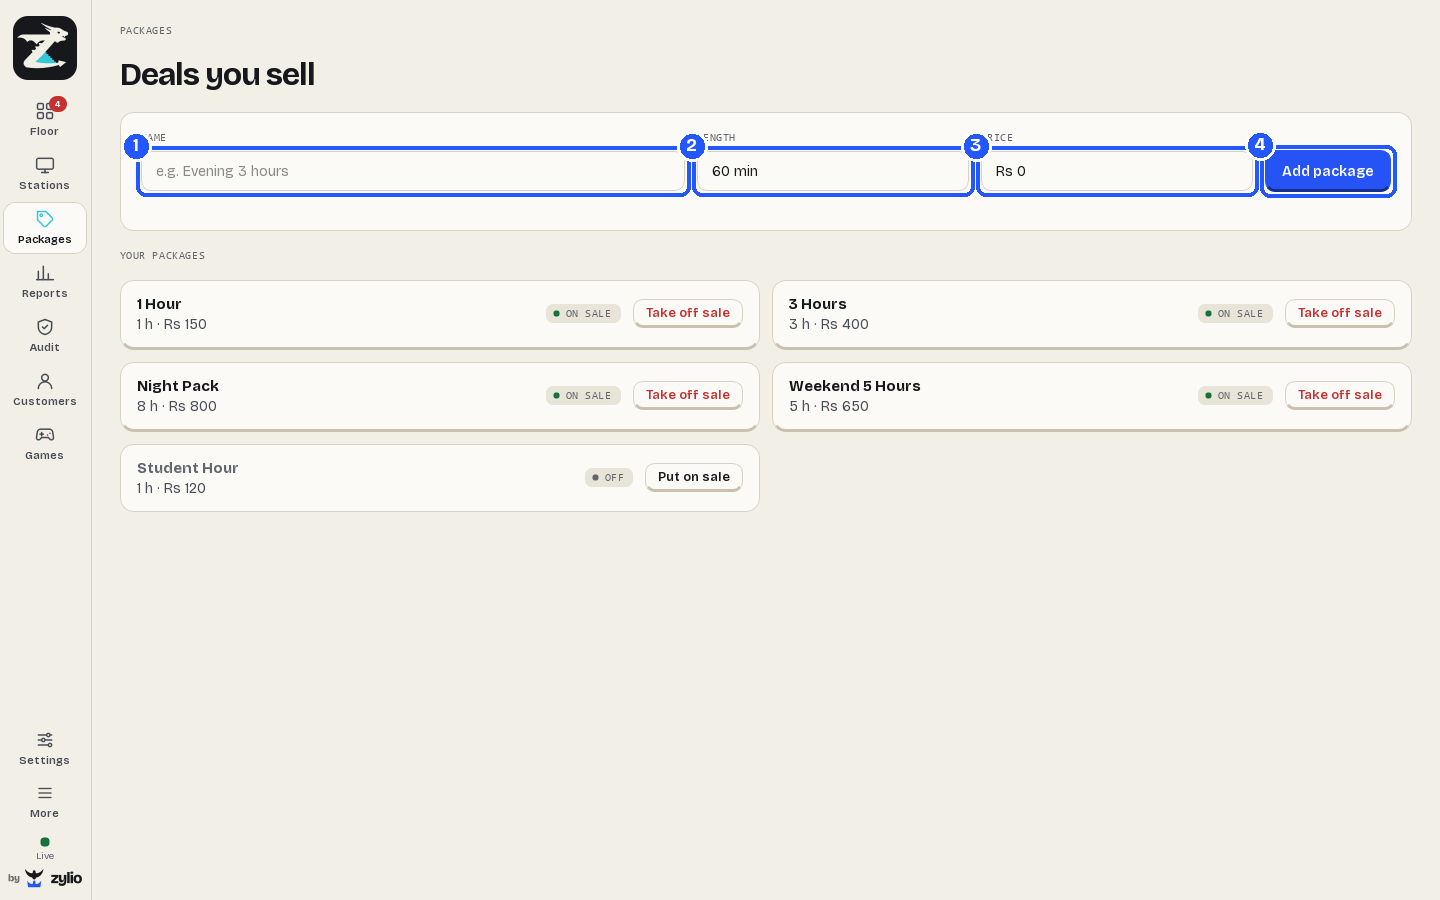 PACKAGES
Deals you sell
4
Floor
Stations
Packages
Reports
Audit
Customers
Games
Settings
More
Live
by zylio
1 AME
2 ENGTH
3 RICE
4
e.g. Evening 3 hours
60 min
Rs 0
Add package
YOUR PACKAGES
1 Hour
1 h · Rs 150
ON SALE
Take off sale
3 Hours
3 h · Rs 400
ON SALE
Take off sale
Night Pack
8 h · Rs 800
ON SALE
Take off sale
Weekend 5 Hours
5 h · Rs 650
ON SALE
Take off sale
Student Hour
1 h · Rs 120
OFF
Put on sale